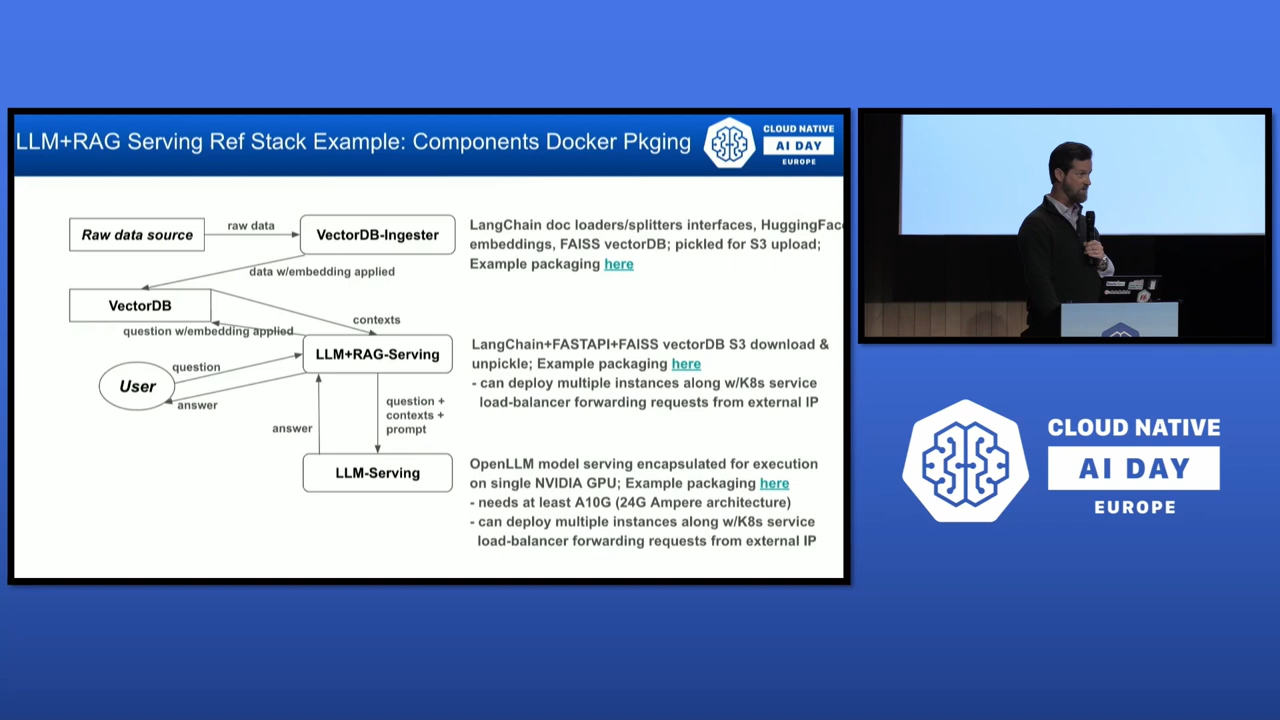 LLM+RAG Serving Ref Stack Example: Components Docker Pkging
CLOUD NATIVE
AI DAY
EUROPE
Raw data source
raw data
VectorDB-Ingester
LangChain doc loaders/splitters interfaces, HuggingFac
embeddings, FAISS vectorDB; pickled for S3 upload;
Example packaging here
data w/embedding applied
VectorDB
contexts
question w/embedding applied
LLM+RAG-Serving
LangChain+FASTAPI+FAISS vectorDB S3 download &
unpickle; Example packaging here
- can deploy multiple instances along w/K8s service
load-balancer forwarding requests from external IP
question
User
answer
question +
contexts +
prompt
answer
LLM-Serving
OpenLLM model serving encapsulated for execution
on single NVIDIA GPU; Example packaging here
- needs at least A10G (24G Ampere architecture)
- can deploy multiple instances along w/K8s service
load-balancer forwarding requests from external IP
CLOUD NATIVE
AI DAY
EUROPE